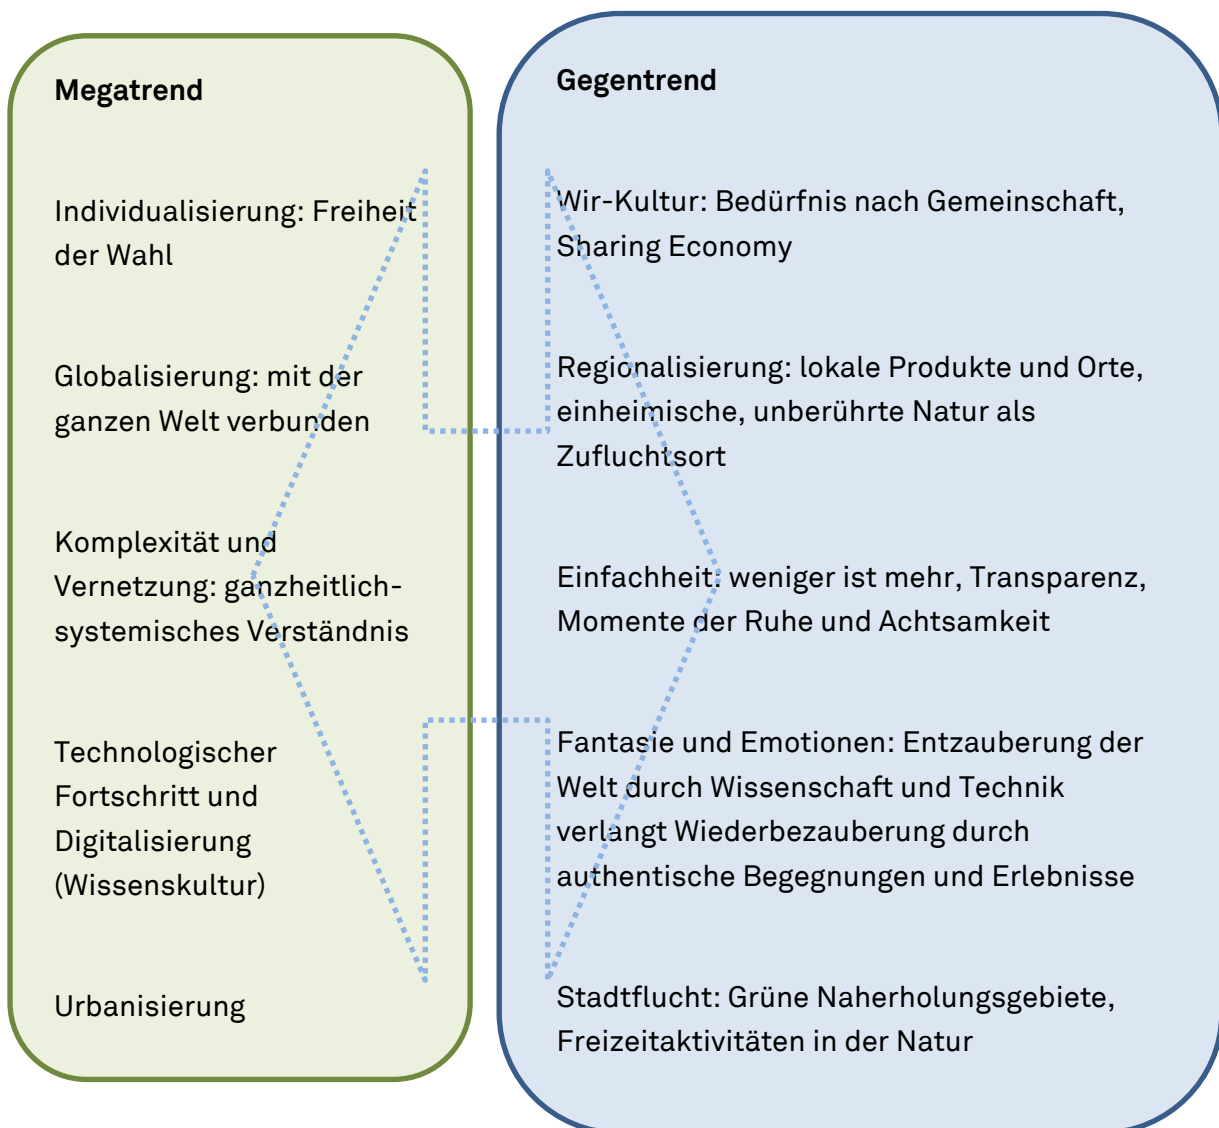 Megatrend
Individualisierung: Freiheit
der Wahl
Globalisierung: mit der
ganzen Welt verbunden
Komplexität und
Vernetzung: ganzheitlich-
systemisches Verständnis
Technologischer
Fortschritt und
Digitalisierung
(Wissenskultur)
Urbanisierung
Gegentrend
Wir-Kultur: Bedürfnis nach Gemeinschaft,
Sharing Economy
Regionalisierung: lokale Produkte und Orte,
einheimische, unberührte Natur als
Zufluchtsort
Einfachheit: weniger ist mehr, Transparenz,
Momente der Ruhe und Achtsamkeit
Fantasie und Emotionen: Entzauberung der
Welt durch Wissenschaft und Technik
verlangt Wiederbezauberung durch
authentische Begegnungen und Erlebnisse
Stadtflucht: Grüne Naherholungsgebiete,
Freizeitaktivitäten in der Natur